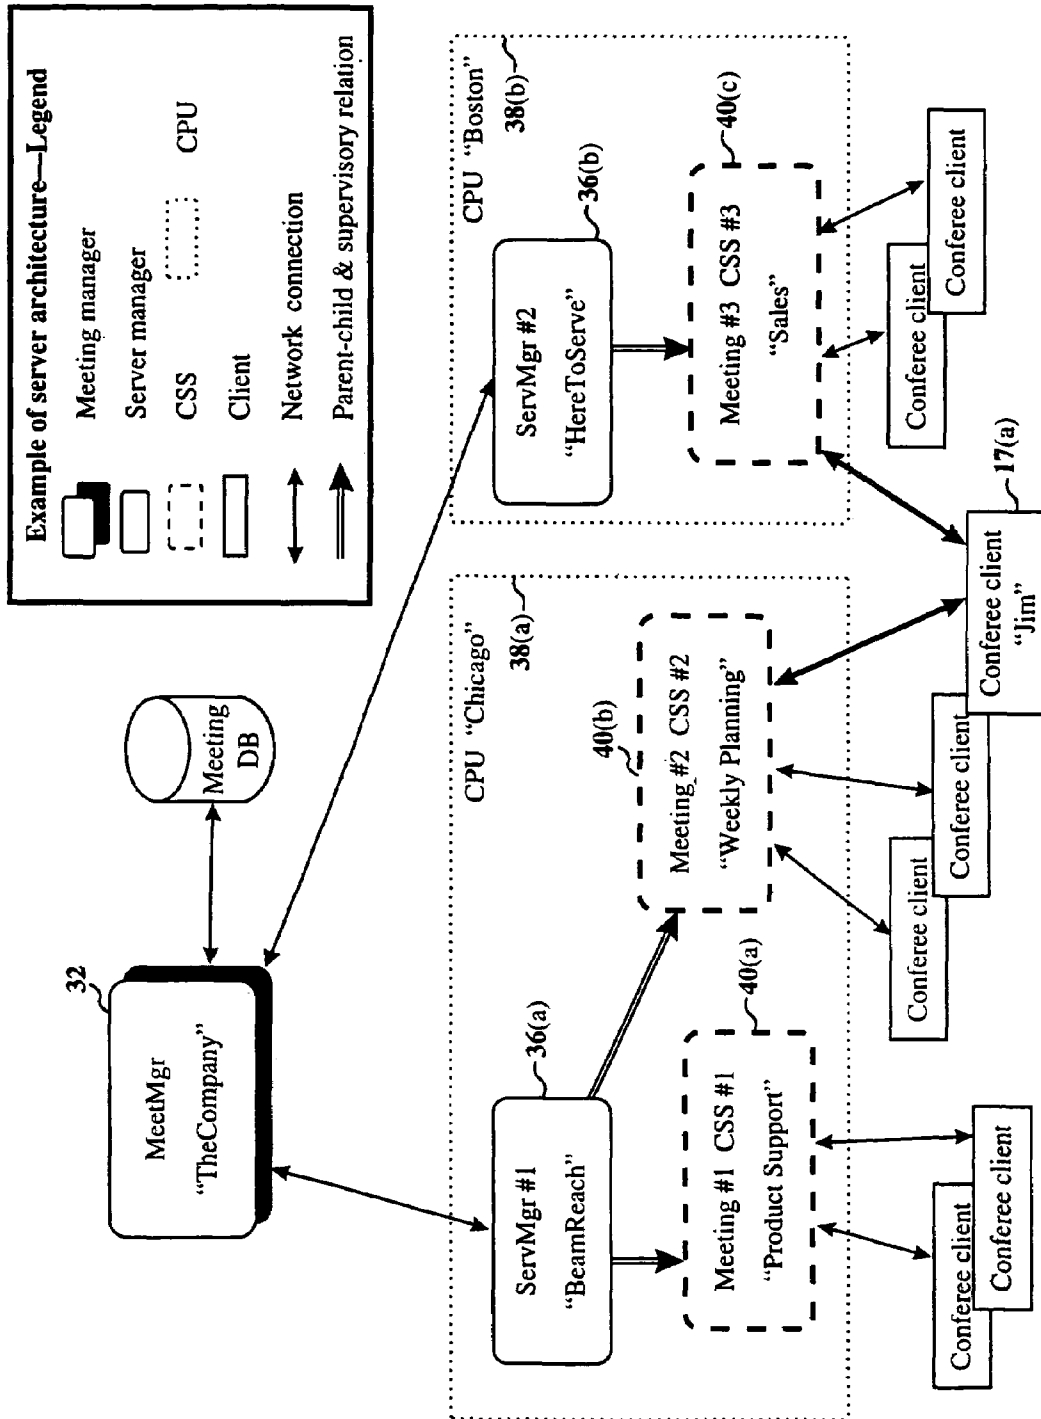 Example of server architecture—Legend
Meeting manager
Server manager
CSS
CPU
Client
Network connection
Parent-child & supervisory relation
32
MeetMgr
“TheCompany”
Meeting
DB
CPU “Chicago”
38(a)
ServMgr #1
“BeamReach”
36(a)
Meeting #1 CSS #1
“Product Support”
40(a)
40(b)
Meeting #2 CSS #2
“Weekly Planning”
CPU “Boston”
38(b)
ServMgr #2
“HereToServe”
36(b)
Meeting #3 CSS #3
“Sales”
40(c)
Conferee client
Conferee client
Conferee client
Conferee client
Conferee client
“Jim”
17(a)
Conferee client
Conferee client